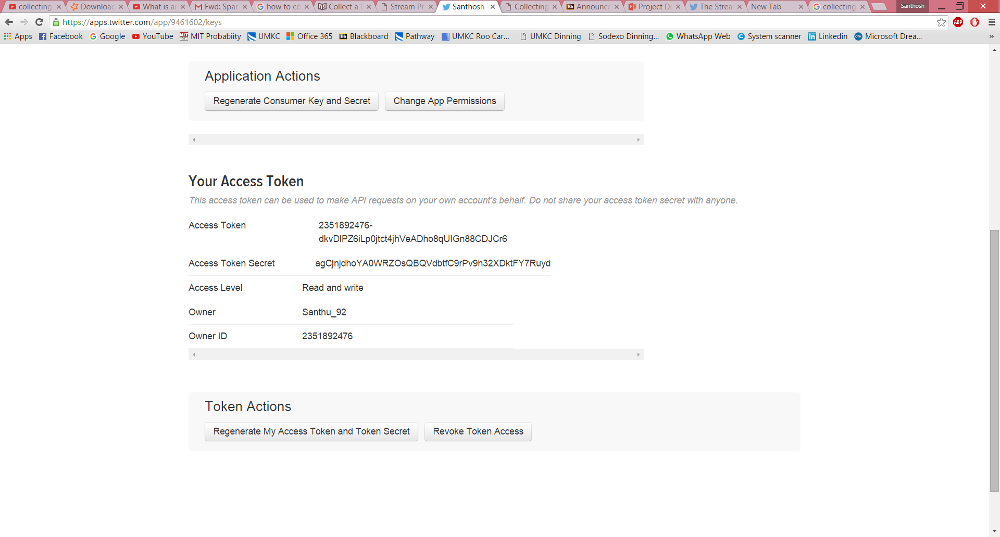 collecting
Downloac
What is ar
Fwd: Spar
how to co
Collect a
Stream Pr
Santhosh
Collecting
Announce
Project De
The Strea
New Tab
collecting
Santhosh
https://apps.twitter.com/app/9461602/keys
ABP
Apps
Facebook
Google
YouTube
MIT Probabiity
UMKC
Office 365
Blackboard
Pathway
UMKC Roo Car...
UMKC Dinning
Sodexo Dinning...
WhatsApp Web
System scanner
Linkedin
Microsoft Drea...
»
Application Actions
Regenerate Consumer Key and Secret
Change App Permissions
Your Access Token
This access token can be used to make API requests on your own account's behalf. Do not share your access token secret with anyone.
Access Token 2351892476-
dkvDIPZ6iLp0jtct4jhVeADho8qUIGn88CDJCr6
Access Token Secret agCjnjdhoYA0WRZOsQBQVdbtfC9rPv9h32XDktFY7Ruyd
Access Level Read and write
Owner Santhu_92
Owner ID 2351892476
Token Actions
Regenerate My Access Token and Token Secret
Revoke Token Access